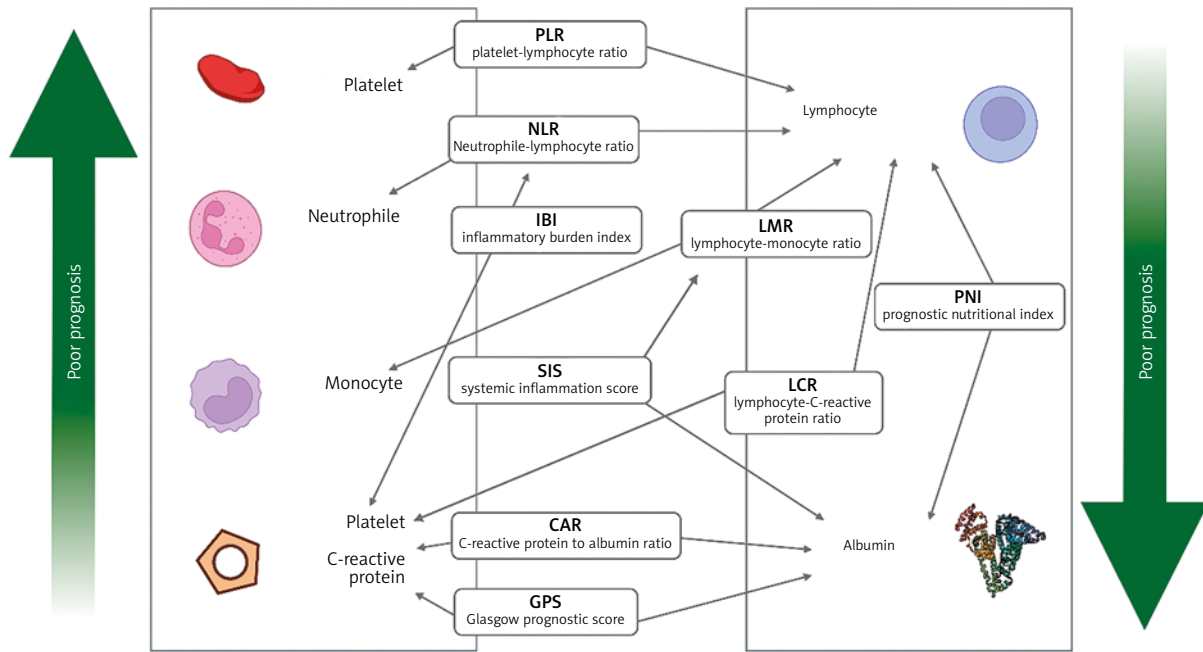 Poor prognosis
Platelet
Neutrophile
Monocyte
Platelet
C-reactive
protein
PLR
platelet-lymphocyte ratio
NLR
Neutrophile-lymphocyte ratio
IBI
inflammatory burden index
LMR
lymphocyte-monocyte ratio
SIS
systemic inflammation score
LCR
lymphocyte-C-reactive
protein ratio
PNI
prognostic nutritional index
CAR
C-reactive protein to albumin ratio
GPS
Glasgow prognostic score
Lymphocyte
Albumin
Poor prognosis